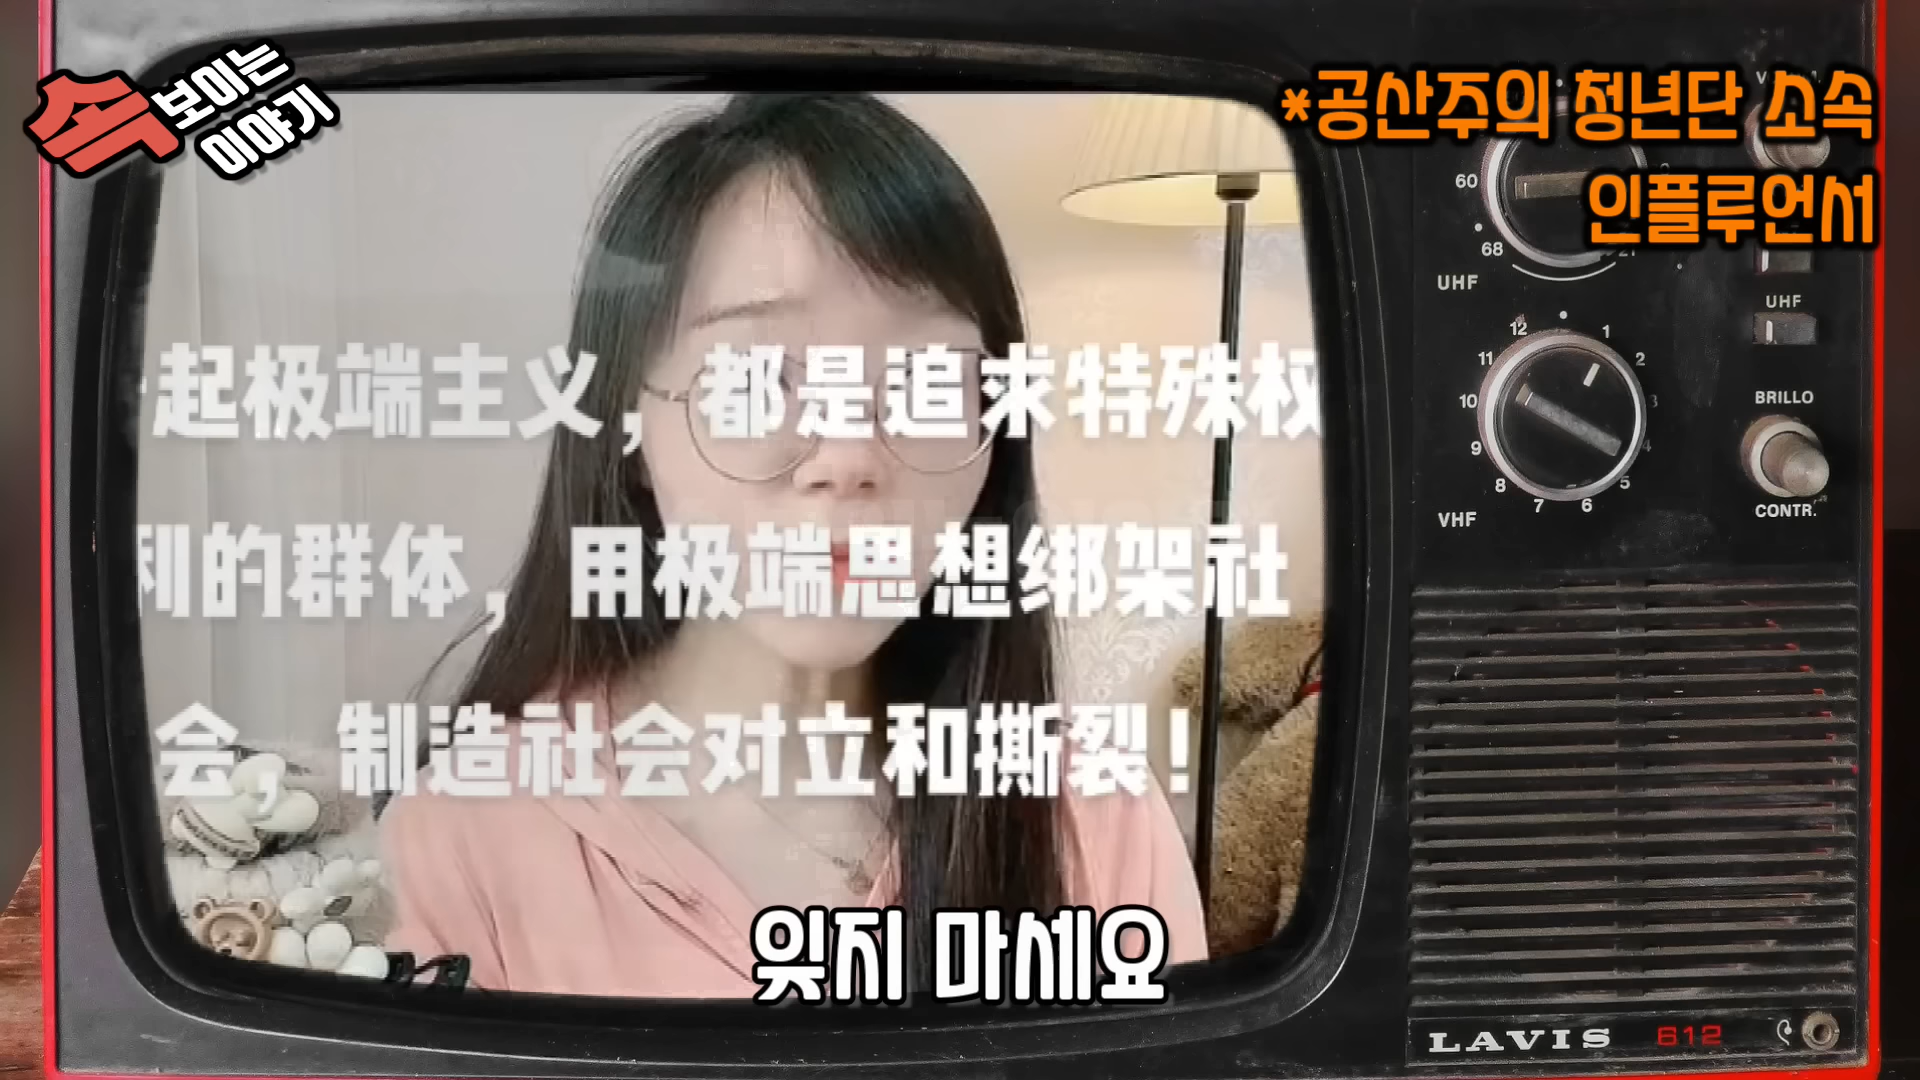 속
보이는
이야기
*공산주의 청년단 소속
인플루언서
起极端主义，都是追求特殊权
利的群体，用极端思想绑架社
会，制造社会对立和撕裂！
잊지 마세요
60
68
21
UHF
UHF
12
1
11
2
10
3
9
4
8
5
7
6
VHF
BRILLO
CONTR.
LAVIS 612